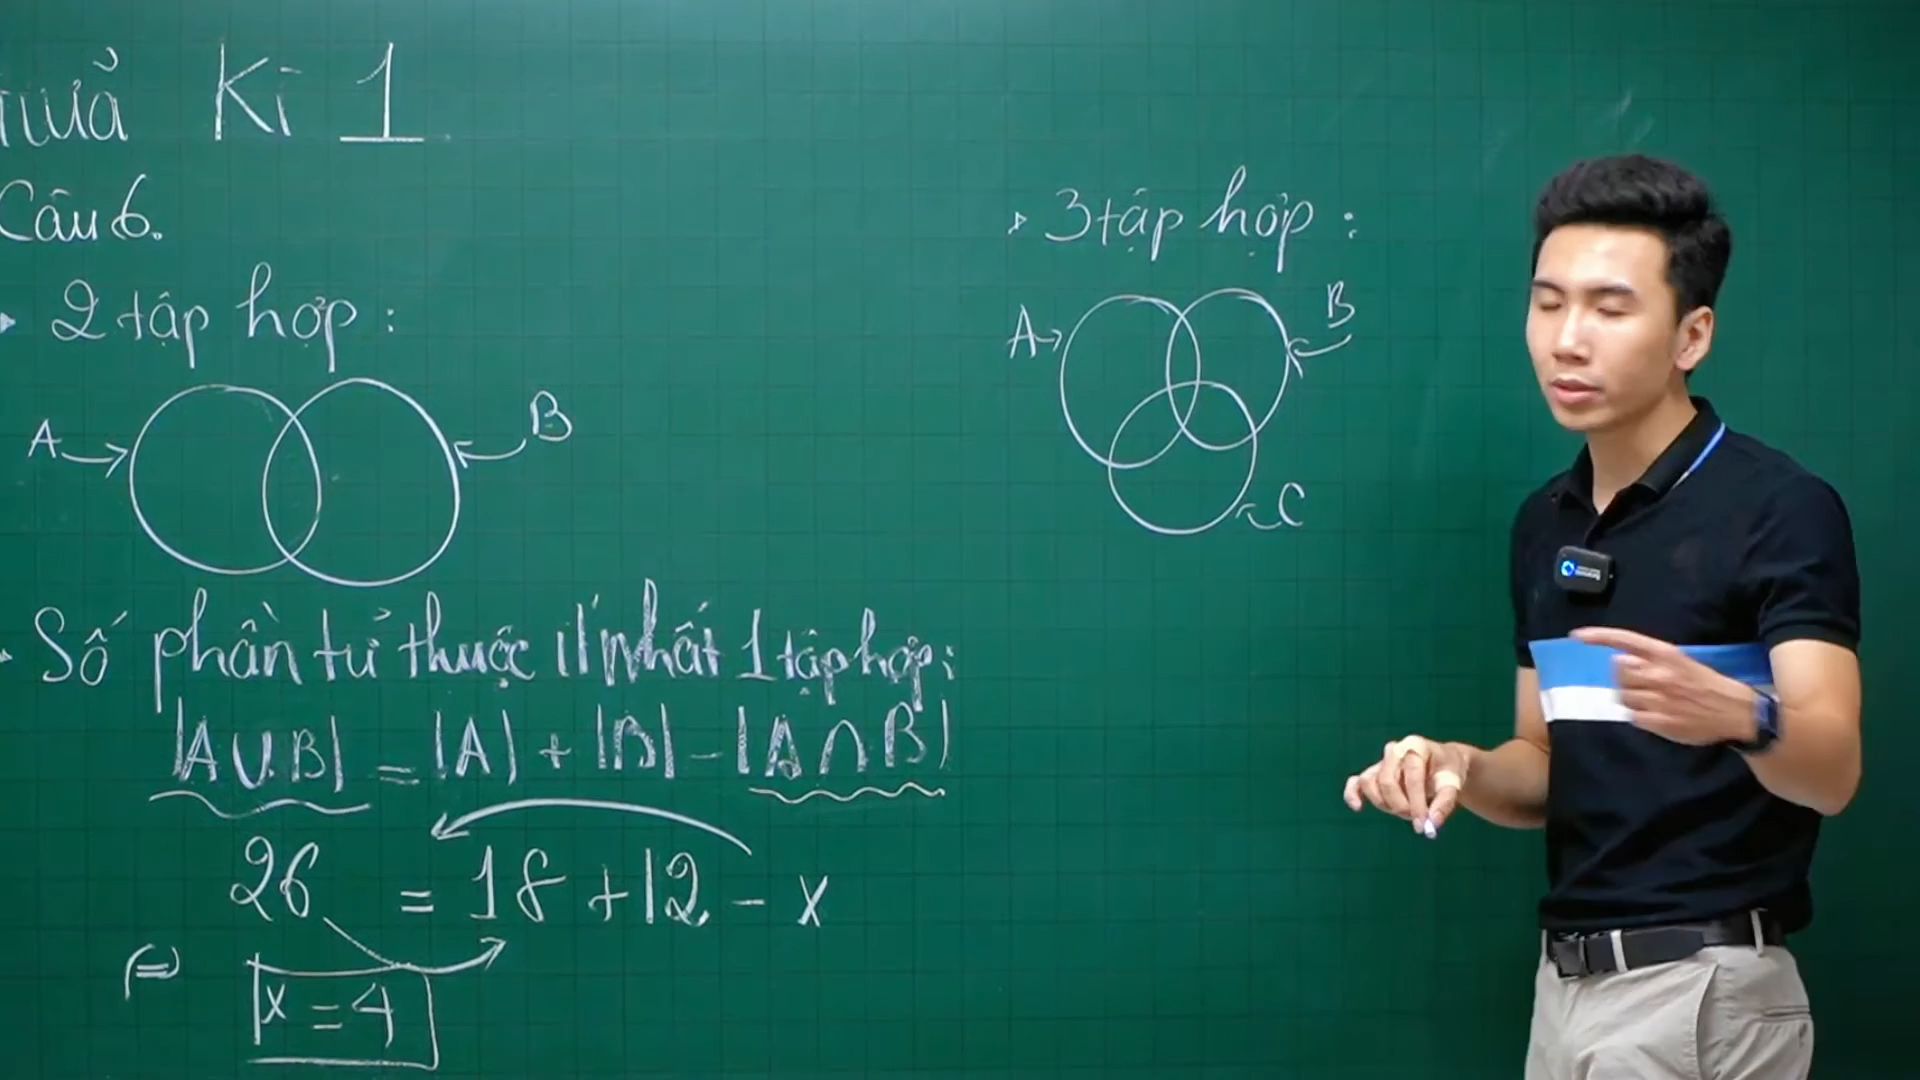 Kì 1
Câu 6.
2 tập hợp:
A
B
Số phần tử thuộc ít nhất 1 tập hợp:
|A∪B| = |A| + |B| - |A∩B|
26 = 18 + 12 - x
⇔ x = 4
3 tập hợp:
A
B
C